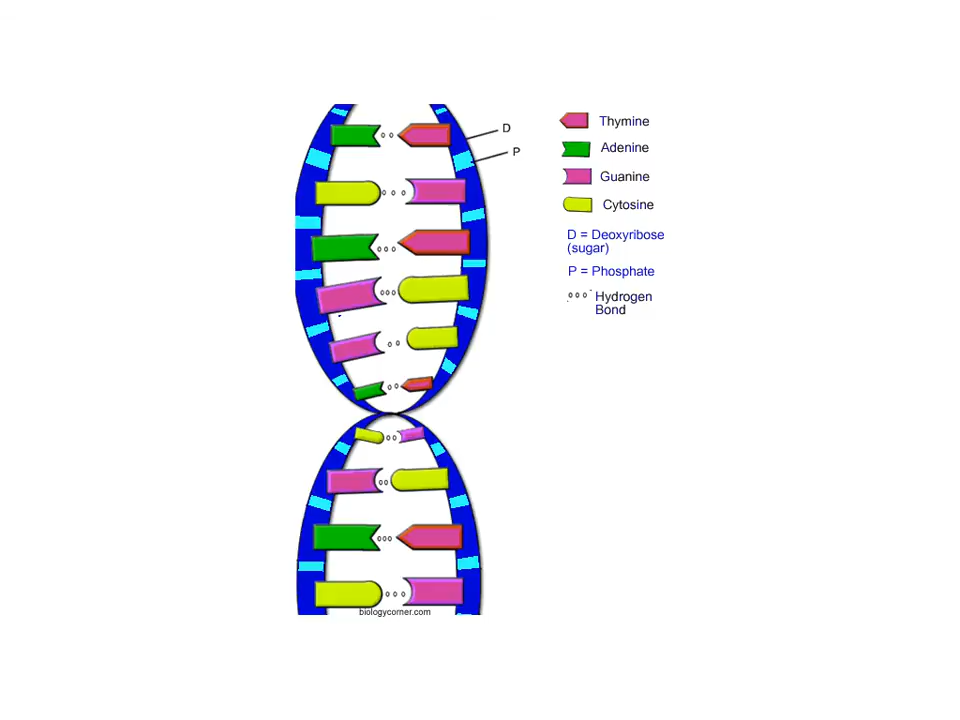 D
P
Thymine
Adenine
Guanine
Cytosine
D = Deoxyribose
(sugar)
P = Phosphate
Hydrogen
Bond
biologycorner.com